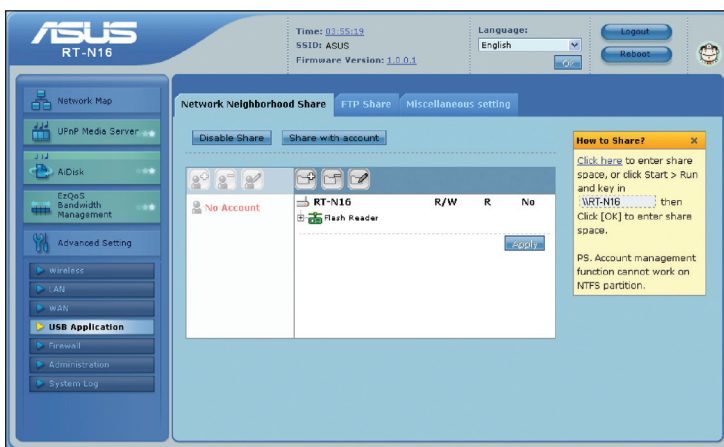 ASUS
RT-N16
Time: 03:55:19
SSID: ASUS
Firmware Version: 1.0.0.1
Language:
English
Logout
Reboot
Network Map
UPnP Media Server
AiDisk
EzQoS
Bandwidth
Management
Advanced Setting
Wireless
LAN
WAN
USB Application
Firewall
Administration
System Log
Network Neighborhood Share
FTP Share
Miscellaneous setting
Disable Share
Share with account
No Account
RT-N16 R/W R No
Flash Reader
Apply
How to Share? x
Click here to enter share
space, or click Start > Run
and key in
\\RT-N16 then
Click [OK] to enter share
space.
PS. Account management
function cannot work on
NTFS partition.